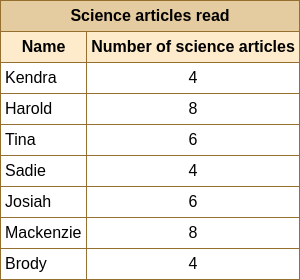 Science articles read
Name Number of science articles
Kendra 4
Harold 8
Tina 6
Sadie 4
Josiah 6
Mackenzie 8
Brody 4